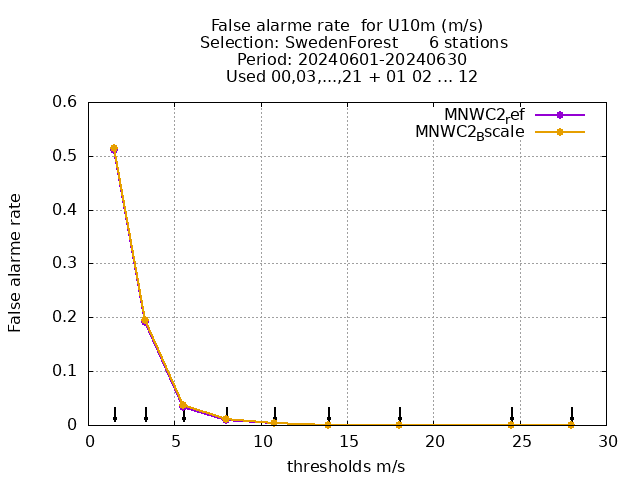 False alarme rate  for U10m (m/s)
Selection: SwedenForest      6 stations
Period: 20240601-20240630
Used 00,03,...,21 + 01 02 ... 12
MNWC2ref
MNWC2Bscale
0.6
0.5
0.4
0.3
0.2
0.1
0
False alarme rate
0 5 10 15 20 25 30
thresholds m/s